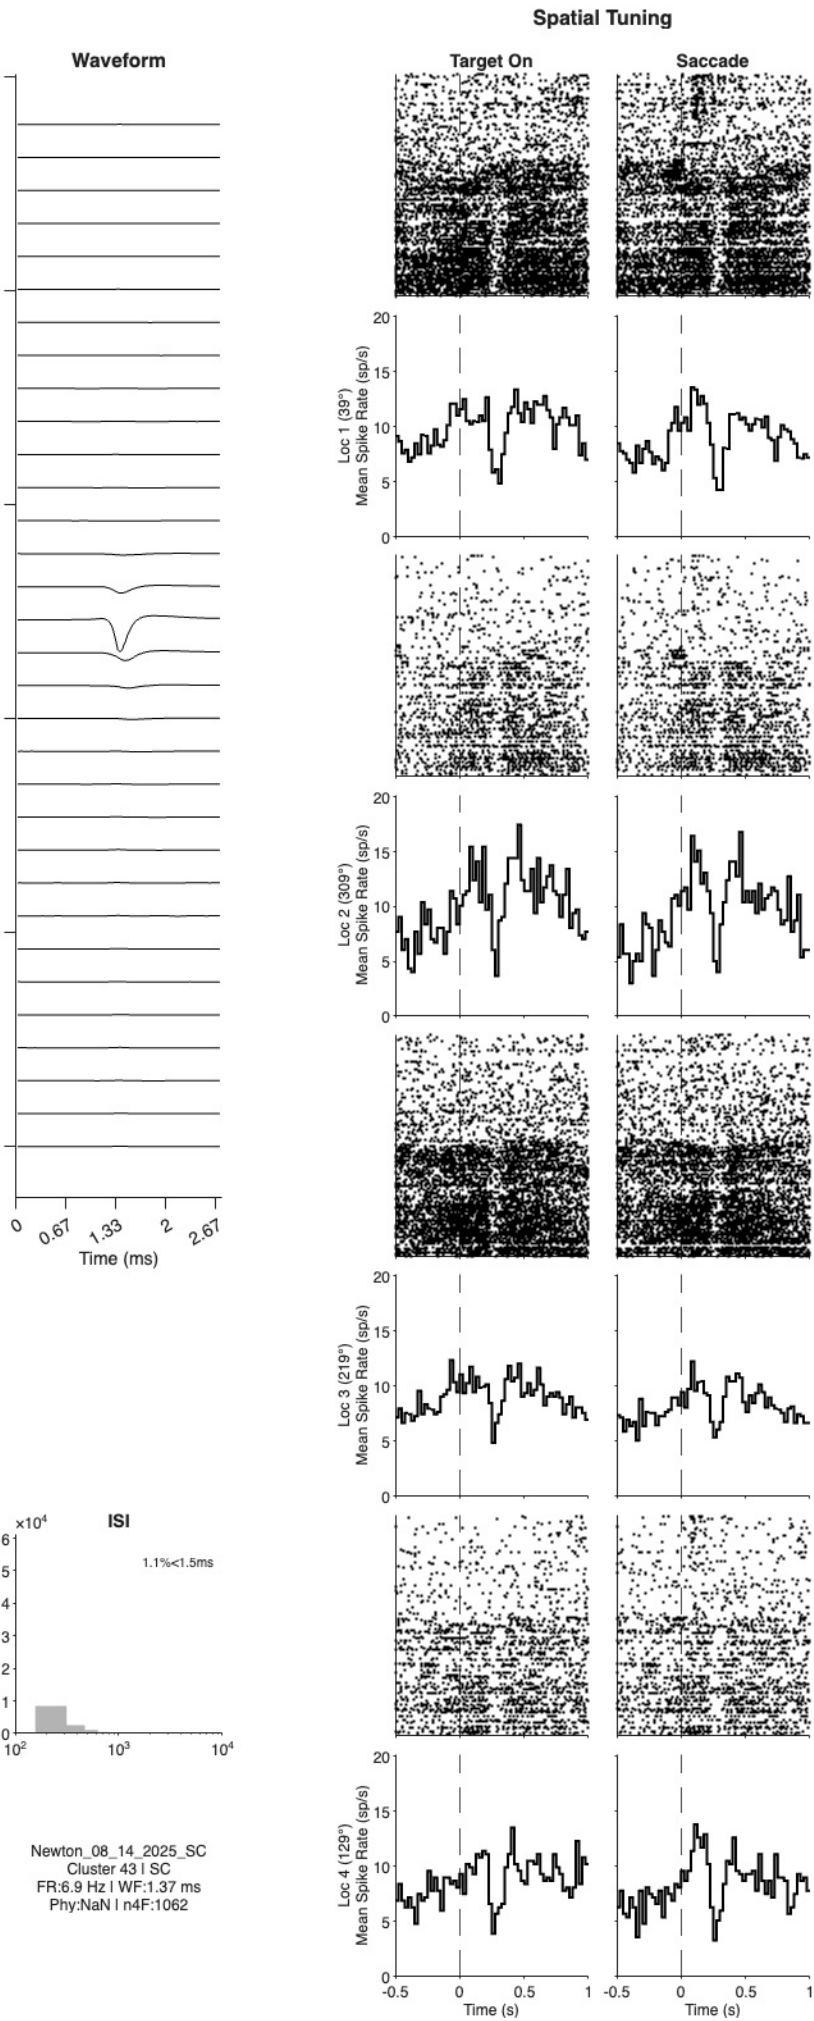 Spatial Tuning
Waveform
Target On
Saccade
20
15
10
5
0
Loc 1 (39°)
Mean Spike Rate (sp/s)
20
15
10
5
0
Loc 2 (309°)
Mean Spike Rate (sp/s)
0
0.67
1.33
2
2.67
Time (ms)
20
15
10
5
0
Loc 3 (219°)
Mean Spike Rate (sp/s)
×10⁴
ISI
1.1%<1.5ms
6
5
4
3
2
1
0
10²
10³
10⁴
Newton_08_14_2025_SC
Cluster 43 | SC
FR:6.9 Hz | WF:1.37 ms
Phy:NaN | n4F:1062
20
15
10
5
0
Loc 4 (129°)
Mean Spike Rate (sp/s)
-0.5 0 0.5 1
Time (s)
-0.5 0 0.5 1
Time (s)